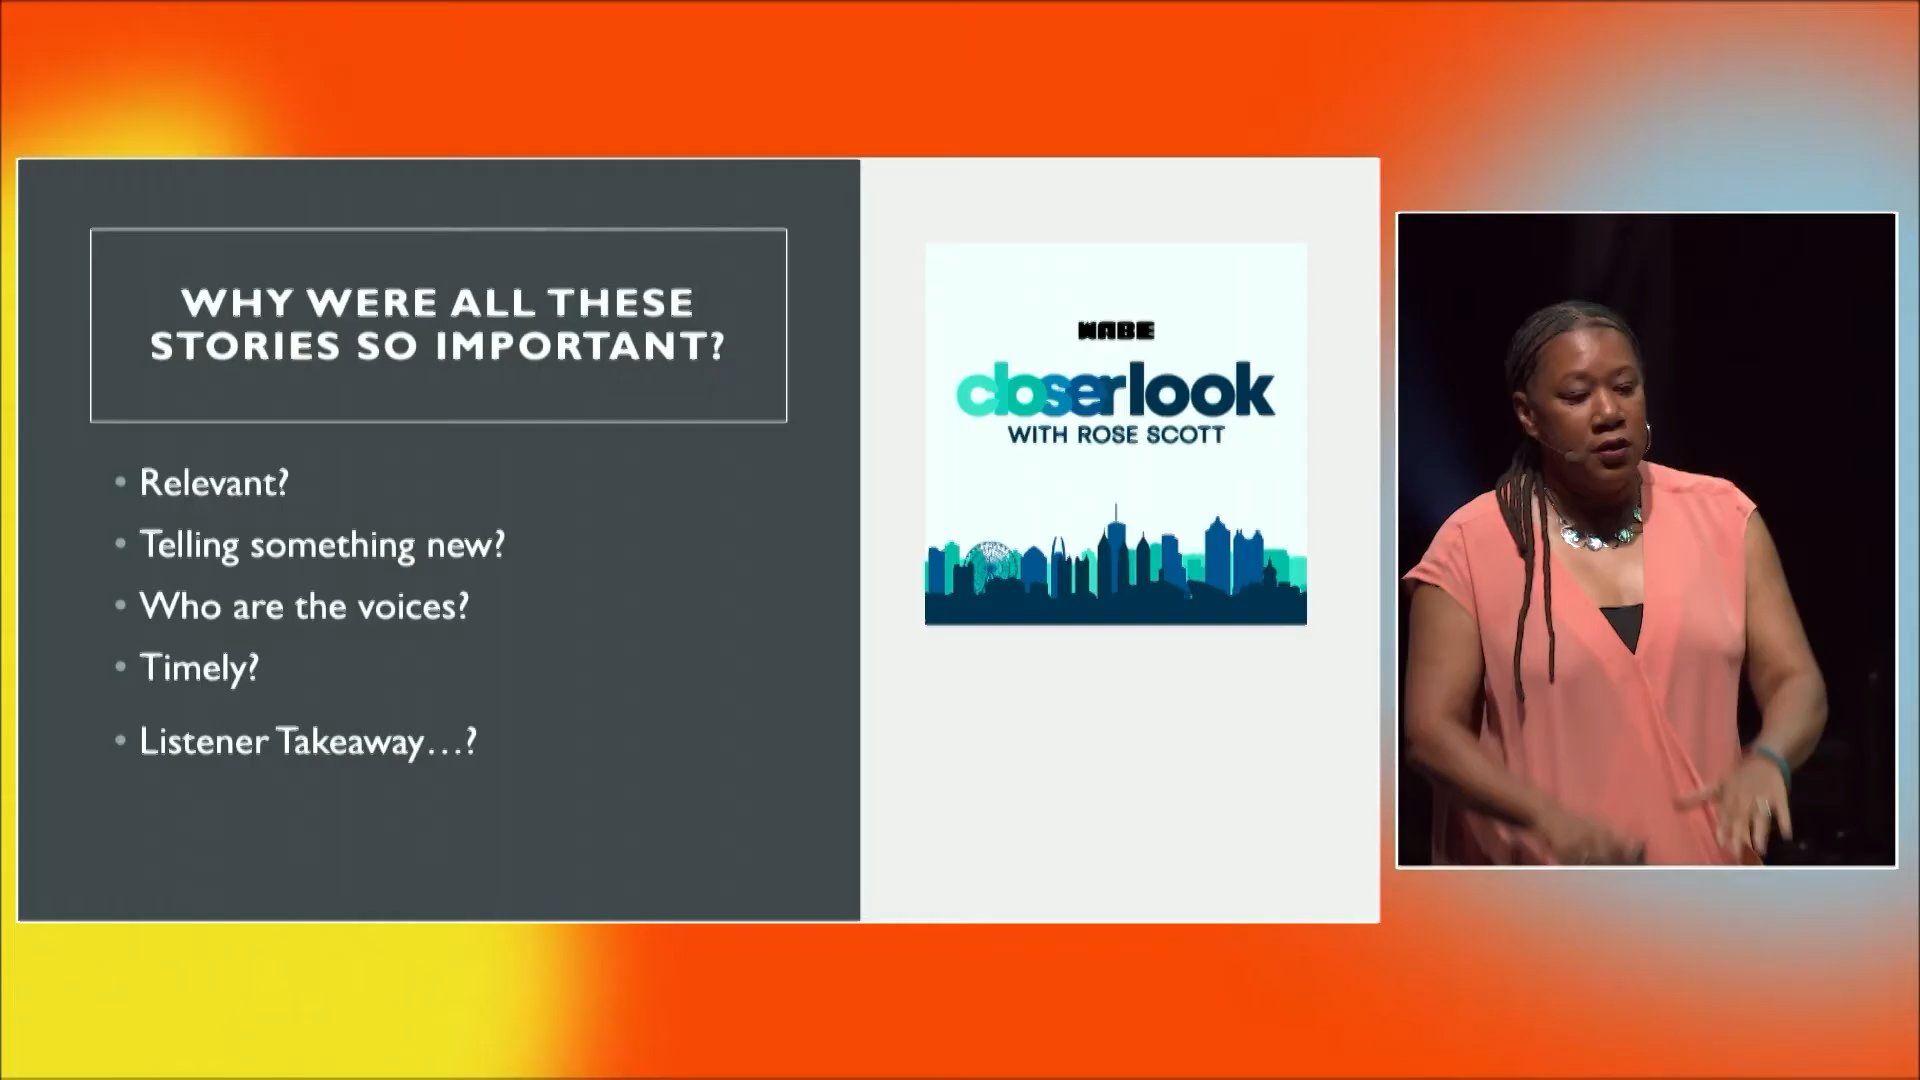 WHY WERE ALL THESE
STORIES SO IMPORTANT?
• Relevant?
• Telling something new?
• Who are the voices?
• Timely?
• Listener Takeaway...?
WABE
closerlook
WITH ROSE SCOTT